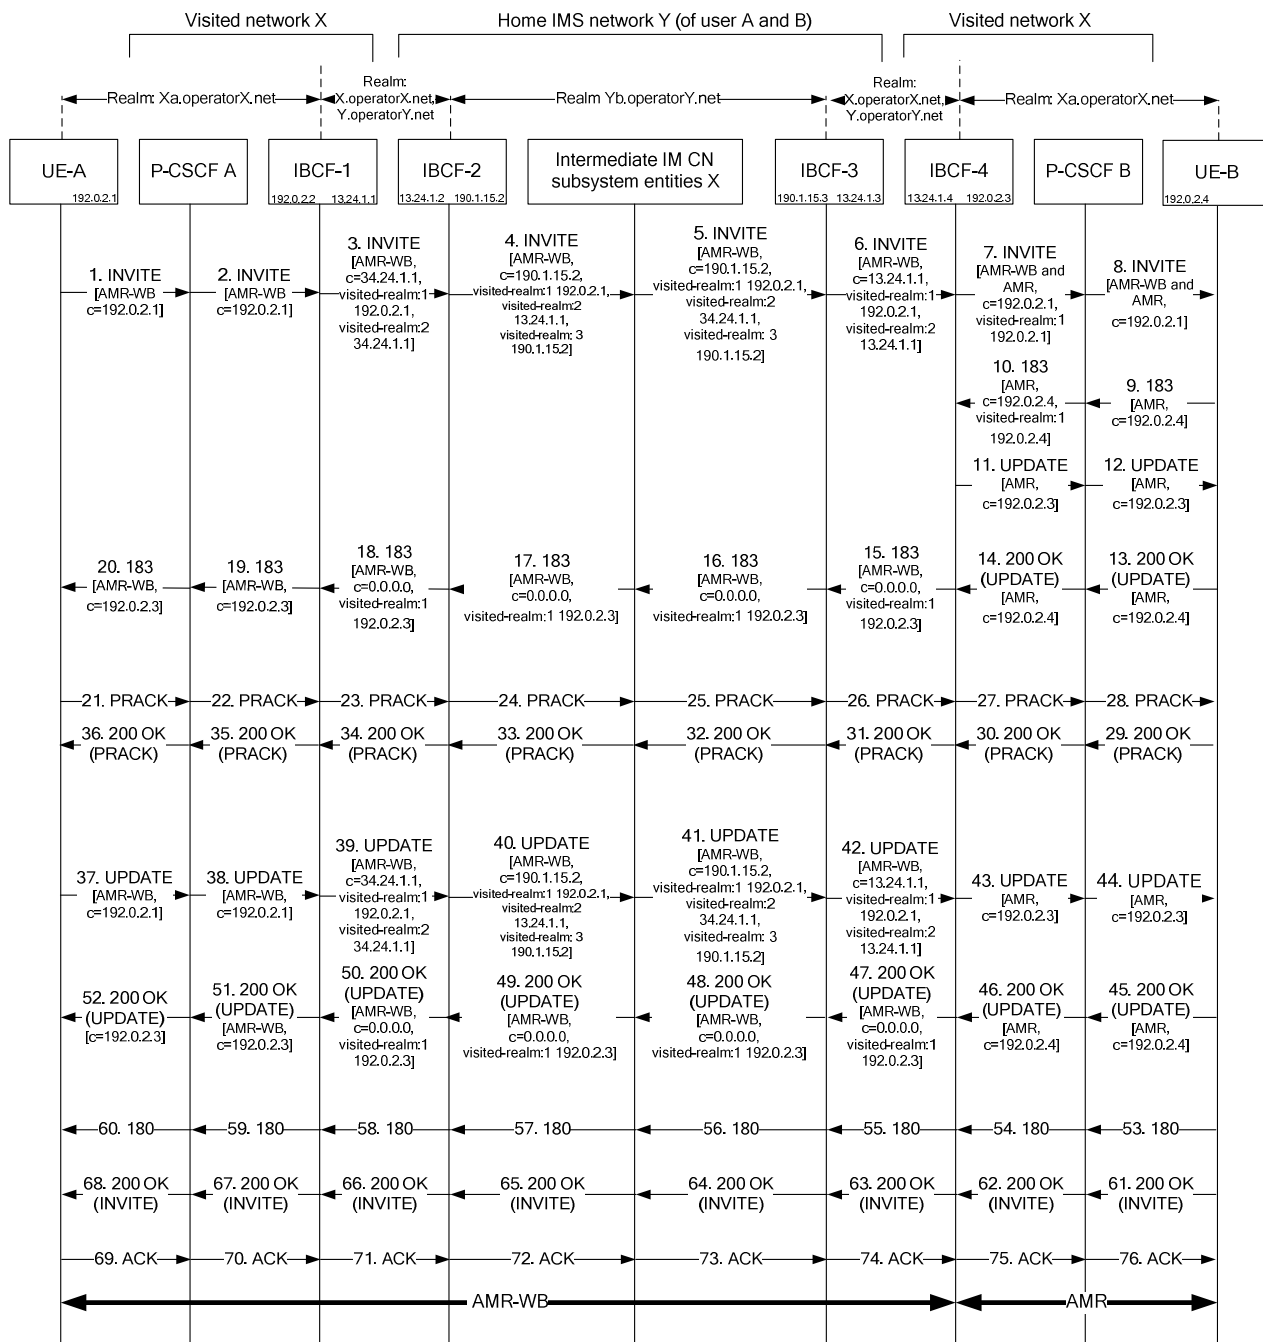 Visited network X
Home IMS network Y (of user A and B)
Visited network X
Realm: Xa.operatorX.net
Realm:
X.operatorX.net,
Y.operatorY.net
Realm Yb.operatorY.net
Realm:
X.operatorX.net,
Y.operatorY.net
Realm: Xa.operatorX.net
UE-A
192.0.2.1
P-CSCF A
IBCF-1
192.0.2.2 13.24.1.1
IBCF-2
13.24.1.2 190.1.15.2
Intermediate IM CN
subsystem entities X
IBCF-3
190.1.15.3 13.24.1.3
IBCF-4
13.24.1.4 192.0.2.3
P-CSCF B
UE-B
192.0.2.4
1. INVITE
[AMR-WB
c=192.0.2.1]
2. INVITE
[AMR-WB
c=192.0.2.1]
3. INVITE
[AMR-WB,
c=34.24.1.1,
visited-realm:1
192.0.2.1,
visited-realm:2
34.24.1.1]
4. INVITE
[AMR-WB,
c=190.1.15.2,
visited-realm:1 192.0.2.1,
visited-realm:2
13.24.1.1,
visited-realm: 3
190.1.15.2]
5. INVITE
[AMR-WB,
c=190.1.15.2,
visited-realm:1 192.0.2.1,
visited-realm:2
34.24.1.1,
visited-realm: 3
190.1.15.2]
6. INVITE
[AMR-WB,
c=13.24.1.1,
visited-realm:1
192.0.2.1,
visited-realm:2
13.24.1.1]
7. INVITE
[AMR-WB and
AMR,
c=192.0.2.1,
visited-realm:1
192.0.2.1]
8. INVITE
[AMR-WB and
AMR,
c=192.0.2.1]
10. 183
[AMR,
c=192.0.2.4,
visited-realm:1
192.0.2.4]
9. 183
[AMR,
c=192.0.2.4]
11. UPDATE
[AMR,
c=192.0.2.3]
12. UPDATE
[AMR,
c=192.0.2.3]
20. 183
[AMR-WB,
c=192.0.2.3]
19. 183
[AMR-WB,
c=192.0.2.3]
18. 183
[AMR-WB,
c=0.0.0.0,
visited-realm:1
192.0.2.3]
17. 183
[AMR-WB,
c=0.0.0.0,
visited-realm:1 192.0.2.3]
16. 183
[AMR-WB,
c=0.0.0.0,
visited-realm:1 192.0.2.3]
15. 183
[AMR-WB,
c=0.0.0.0,
visited-realm:1
192.0.2.3]
14. 200 OK
(UPDATE)
[AMR,
c=192.0.2.4]
13. 200 OK
(UPDATE)
[AMR,
c=192.0.2.4]
21. PRACK
22. PRACK
23. PRACK
24. PRACK
25. PRACK
26. PRACK
27. PRACK
28. PRACK
36. 200 OK
(PRACK)
35. 200 OK
(PRACK)
34. 200 OK
(PRACK)
33. 200 OK
(PRACK)
32. 200 OK
(PRACK)
31. 200 OK
(PRACK)
30. 200 OK
(PRACK)
29. 200 OK
(PRACK)
37. UPDATE
[AMR-WB,
c=192.0.2.1]
38. UPDATE
[AMR-WB,
c=192.0.2.1]
39. UPDATE
[AMR-WB,
c=34.24.1.1,
visited-realm:1
192.0.2.1,
visited-realm:2
34.24.1.1]
40. UPDATE
[AMR-WB,
c=190.1.15.2,
visited-realm:1 192.0.2.1,
visited-realm:2
13.24.1.1,
visited-realm: 3
190.1.15.2]
41. UPDATE
[AMR-WB,
c=190.1.15.2,
visited-realm:1 192.0.2.1,
visited-realm:2
34.24.1.1,
visited-realm: 3
190.1.15.2]
42. UPDATE
[AMR-WB,
c=13.24.1.1,
visited-realm:1
192.0.2.1,
visited-realm:2
13.24.1.1]
43. UPDATE
[AMR,
c=192.0.2.3]
44. UPDATE
[AMR,
c=192.0.2.3]
52. 200 OK
(UPDATE)
[c=192.0.2.3]
51. 200 OK
(UPDATE)
[AMR-WB,
c=192.0.2.3]
50. 200 OK
(UPDATE)
[AMR-WB,
c=0.0.0.0,
visited-realm:1
192.0.2.3]
49. 200 OK
(UPDATE)
[AMR-WB,
c=0.0.0.0,
visited-realm:1 192.0.2.3]
48. 200 OK
(UPDATE)
[AMR-WB,
c=0.0.0.0,
visited-realm:1 192.0.2.3]
47. 200 OK
(UPDATE)
[AMR-WB,
c=0.0.0.0,
visited-realm:1
192.0.2.3]
46. 200 OK
(UPDATE)
[AMR,
c=192.0.2.4]
45. 200 OK
(UPDATE)
[AMR,
c=192.0.2.4]
60. 180
59. 180
58. 180
57. 180
56. 180
55. 180
54. 180
53. 180
68. 200 OK
(INVITE)
67. 200 OK
(INVITE)
66. 200 OK
(INVITE)
65. 200 OK
(INVITE)
64. 200 OK
(INVITE)
63. 200 OK
(INVITE)
62. 200 OK
(INVITE)
61. 200 OK
(INVITE)
69. ACK
70. ACK
71. ACK
72. ACK
73. ACK
74. ACK
75. ACK
76. ACK
AMR-WB
AMR